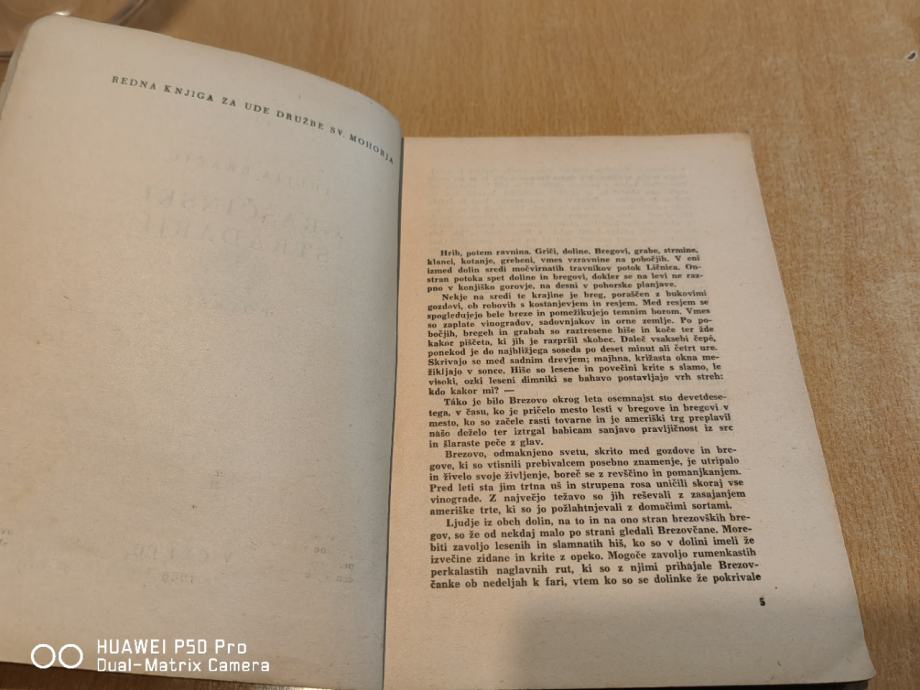 REDNA KNJIGA ZA UDE DRUŽBE SV. MOHORJA
Hrib, potem ravnina. Griči, doline. Bregovi, grabe, strmine,
klanci, kotanje, grebeni, vmes vzravnine na pobočjih. V eni
izmed dolin sredi močvirnatih travnikov potok Ličnica. On-
stran potoka spet doline in bregovi, dokler se na levi ne raz-
pno v konjiško gorovje, na desni v pohorske planjave.
Nekje na sredi te krajine je breg, poraščen z bukovimi
gozdovi, ob robovih s kostanjevjem in resjem. Med resjem se
spogledujejo bele breze in pomežikujejo temnim borom. Vmes
so zaplate vinogradov, sadovnjakov in orne zemlje. Po po-
bočjih, bregeh in grabah so raztresene hiše in koče ter žde
kakor piščeta, ki jih je razpršil skobec. Daleč vsaksebi čepé,
ponekod je do najbližjega soseda po deset minut ali četrt ure.
Skrivajo se med sadnim drevjem; majhna, križasta okna me-
žikljajo v sonce. Hiše so lesene in povečini krite s slamo, le
visoki, ozki leseni dimniki se bahavo postavljajo vrh streh:
kdo kakor mi? —
Táko je bilo Brezovo okrog leta osemnajst sto devetdese-
tega, v času, ko je pričelo mesto lesti v bregove in bregovi v
mesto, ko so začele rasti tovarne in je ameriški trg preplavil
našo deželo ter iztrgal babicam sanjavo pravljičnost iz src
in šlaraste peče z glav.
Brezovo, odmaknjeno svetu, skrito med gozdove in bre-
gove, ki so vtisnili prebivalcem posebno znamenje, je utripalo
in živelo svoje življenje, boreč se z revščino in pomanjkanjem.
Pred leti sta jim trtna uš in strupena rosa uničili skoraj vse
vinograde. Z največjo težavo so jih reševali z zasajanjem
ameriške trte, ki so jo požlahtnjevali z domačimi sortami.
Ljudje iz obeh dolin, na to in na ono stran brezovških bre-
gov, so že od nekdaj malo po strani gledali Brezovčane. More-
biti zavoljo lesenih in slamnatih hiš, ko so v dolini imeli že
izvečine zidane in krite z opeko. Mogoče zavoljo rumenkastih
perkalastih naglavnih rut, ki so z njimi prihajale Brezov-
čanke ob nedeljah k fari, vtem ko so se dolinke že pokrivale
5
HUAWEI P50 Pro
Dual-Matrix Camera